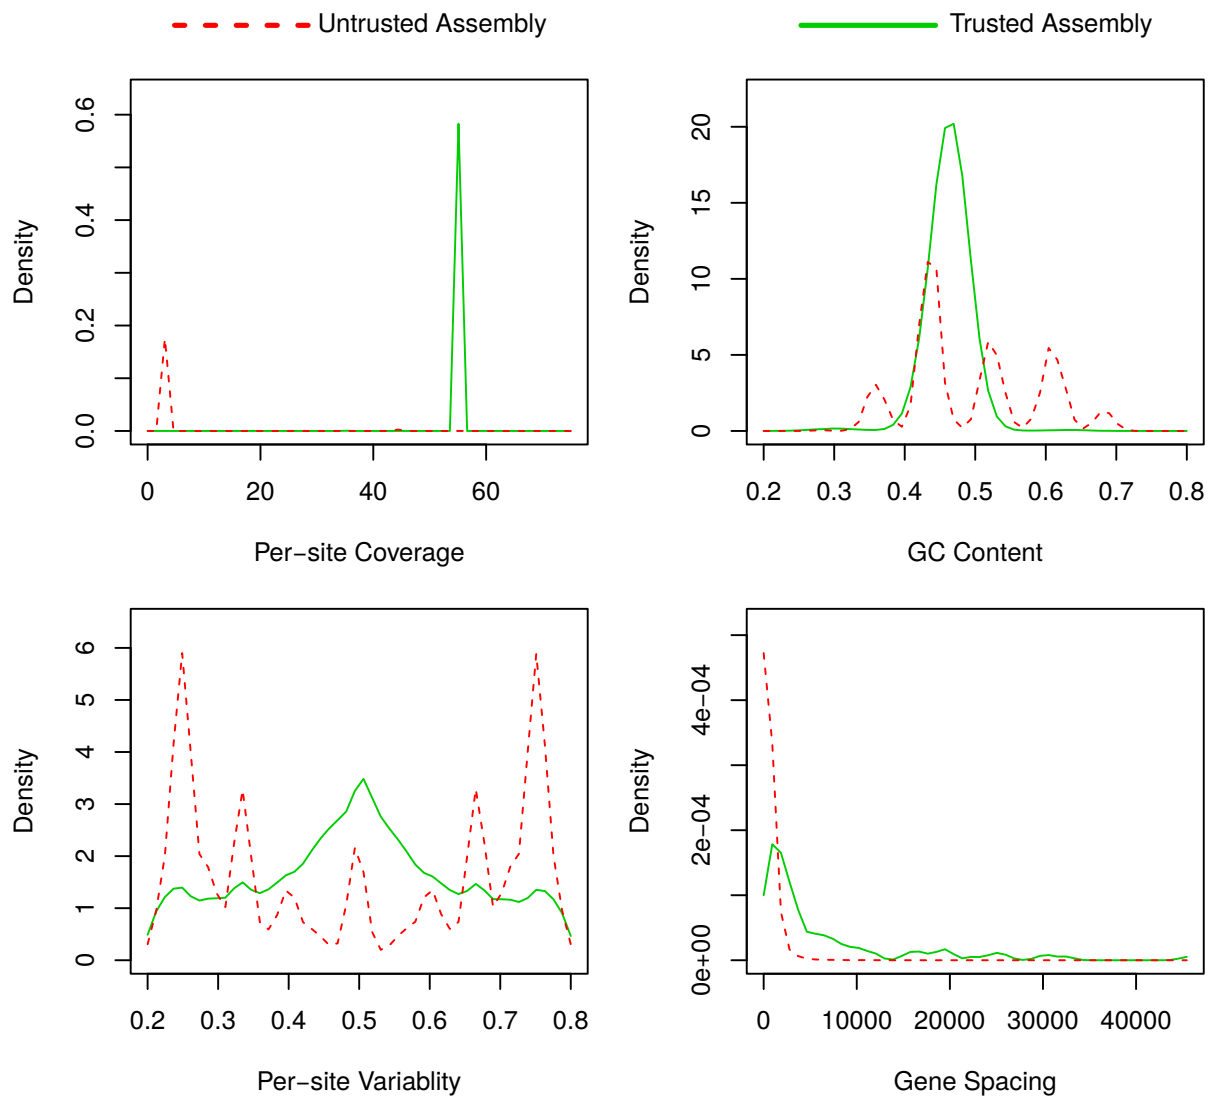 Untrusted Assembly
Trusted Assembly
Density
0.0 0.2 0.4 0.6
0 20 40 60
Per−site Coverage
Density
0 5 10 15 20
0.2 0.3 0.4 0.5 0.6 0.7 0.8
GC Content
Density
0 1 2 3 4 5 6
0.2 0.3 0.4 0.5 0.6 0.7 0.8
Per−site Variablity
Density
0e+00 2e−04 4e−04
0 10000 20000 30000 40000
Gene Spacing